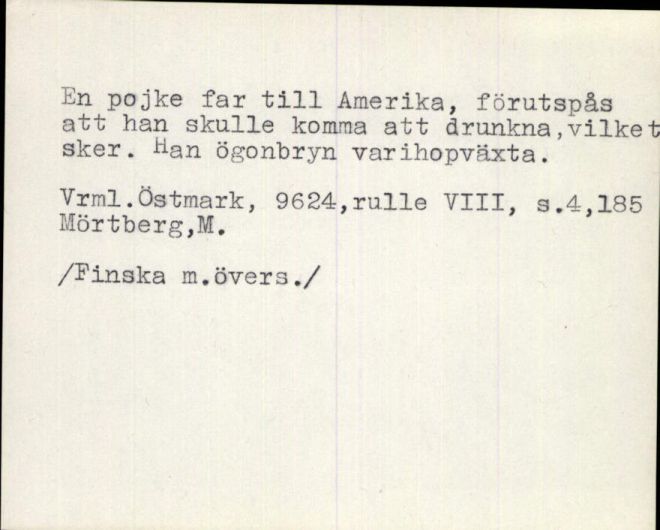 En pojke far till Amerika, förutspås
att han skulle komma att drunkna,vilket
sker. Han ögonbryn varihopväxta.
Vrml.Östmark, 9624,rulle VIII, s.4,185
Mörtberg,M.
/Finska m.övers./